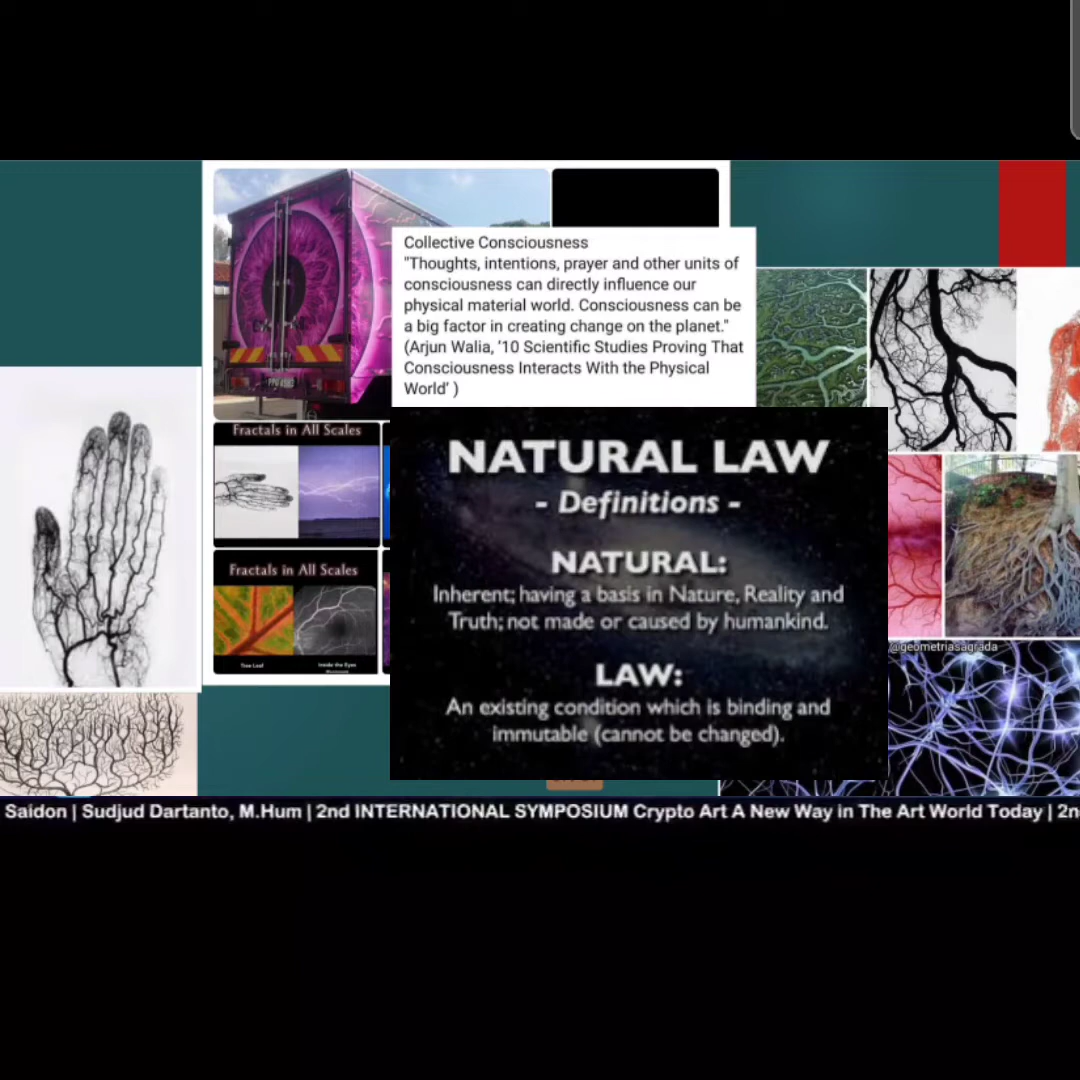 Collective Consciousness
"Thoughts, intentions, prayer and other units of
consciousness can directly influence our
physical material world. Consciousness can be
a big factor in creating change on the planet."
(Arjun Walia, '10 Scientific Studies Proving That
Consciousness Interacts With the Physical
World' )
Fractals in All Scales
Fractals in All Scales
Tree Leaf
Inside the Eyes
NATURAL LAW
- Definitions -
NATURAL:
Inherent; having a basis in Nature, Reality and
Truth; not made or caused by humankind.
LAW:
An existing condition which is binding and
immutable (cannot be changed).
@geometriasagrada
Saidon | Sudjud Dartanto, M.Hum | 2nd INTERNATIONAL SYMPOSIUM Crypto Art A New Way in The Art World Today | 2n